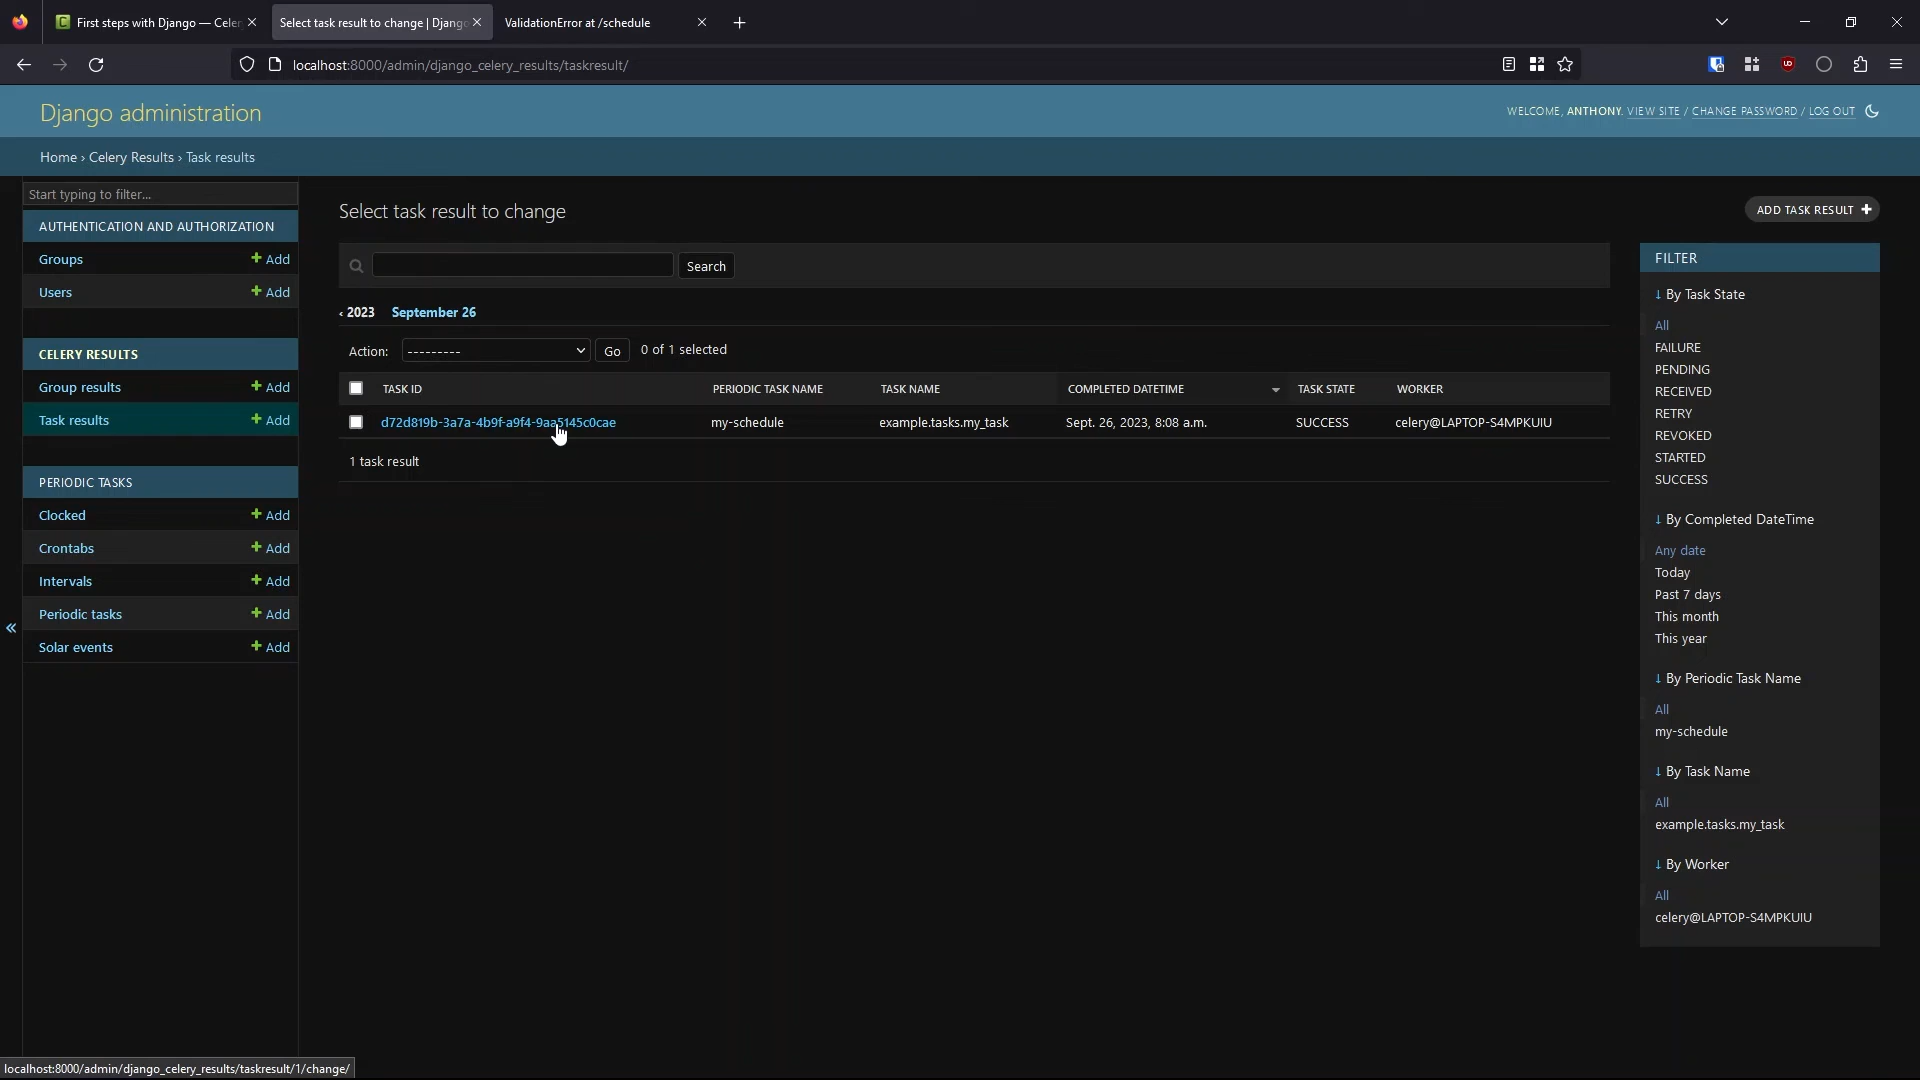 First steps with Django — Celer
Select task result to change | Django
ValidationError at /schedule
localhost:8000/admin/django_celery_results/taskresult/
Django administration
WELCOME, ANTHONY. VIEW SITE / CHANGE PASSWORD / LOG OUT
Home › Celery Results › Task results
Start typing to filter...
AUTHENTICATION AND AUTHORIZATION
Groups + Add
Users + Add
CELERY RESULTS
Group results + Add
Task results + Add
PERIODIC TASKS
Clocked + Add
Crontabs + Add
Intervals + Add
Periodic tasks + Add
Solar events + Add
«
Select task result to change
ADD TASK RESULT +
Search
‹ 2023 September 26
Action: --------- Go 0 of 1 selected
TASK ID PERIODIC TASK NAME TASK NAME COMPLETED DATETIME TASK STATE WORKER
d72d819b-3a7a-4b9f-a9f4-9aa5145c0cae my-schedule example.tasks.my_task Sept. 26, 2023, 8:08 a.m. SUCCESS celery@LAPTOP-S4MPKUIU
1 task result
FILTER
↓ By Task State
All
FAILURE
PENDING
RECEIVED
RETRY
REVOKED
STARTED
SUCCESS
↓ By Completed DateTime
Any date
Today
Past 7 days
This month
This year
↓ By Periodic Task Name
All
my-schedule
↓ By Task Name
All
example.tasks.my_task
↓ By Worker
All
celery@LAPTOP-S4MPKUIU
localhost:8000/admin/django_celery_results/taskresult/1/change/